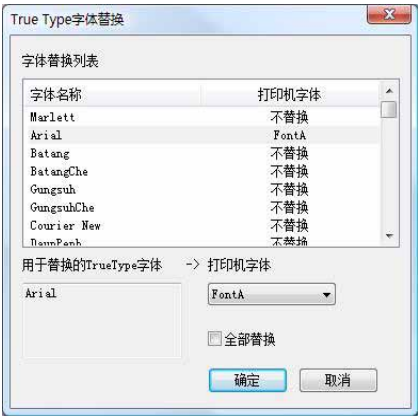 True Type字体替换
字体替换列表
字体名称 打印机字体
Marlett 不替换
Arial FontA
Batang 不替换
BatangChe 不替换
Gungsuh 不替换
GungsuhChe 不替换
Courier New 不替换
不替换
用于替换的TrueType字体 -> 打印机字体
Arial FontA
全部替换
确定 取消